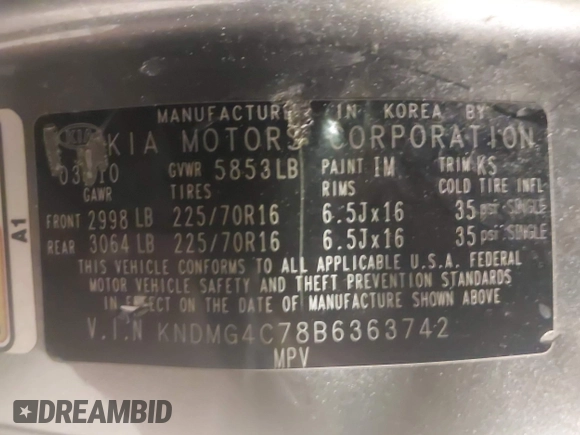 MANUFACTURE IN KOREA BY
KIA
KIA MOTORS CORPORATION
GVWR 5853LB PAINT IM TRIM KS
GAWR TIRES RIMS COLD TIRE INFL
FRONT 2998 LB 225/70R16 6.5Jx16 35 psi SINGLE
REAR 3064 LB 225/70R16 6.5Jx16 35 psi SINGLE
THIS VEHICLE CONFORMS TO ALL APPLICABLE U.S.A. FEDERAL
MOTOR VEHICLE SAFETY AND THEFT PREVENTION STANDARDS
IN EFFECT ON THE DATE OF MANUFACTURE SHOWN ABOVE
V.I.N KNDMG4C78B6363742
MPV
A1
DREAMBID